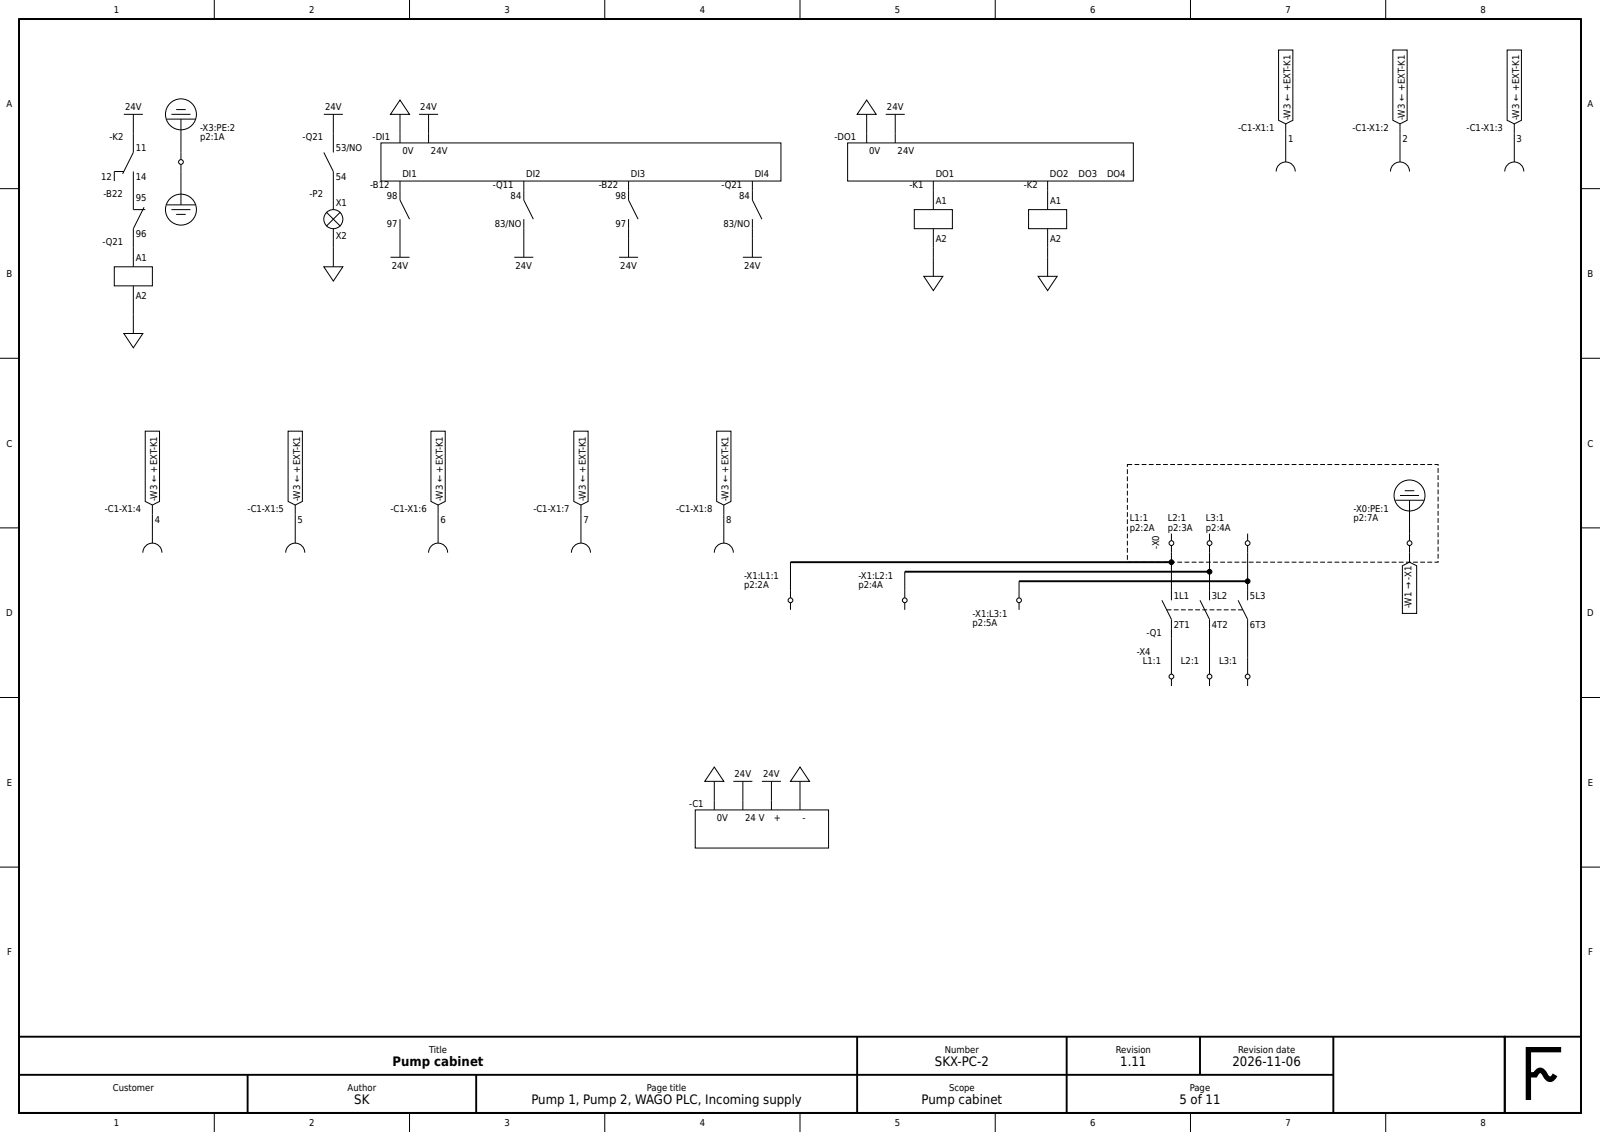 1 2 3 4 5 6 7 8
A
24V
-K2
11
12
14
-B22
95
96
-Q21
A1
A2
-X3:PE:2
p2:1A
24V
-Q21
53/NO
54
-P2
X1
X2
24V
-DI1
0V 24V
DI1 DI2 DI3 DI4
-B12
98
97
24V
-Q11
84
83/NO
24V
-B22
98
97
24V
-Q21
84
83/NO
24V
24V
-DO1
0V 24V
DO1 DO2 DO3 DO4
-K1
A1
A2
-K2
A1
A2
-W3 ← +EXT-K1
-C1-X1:1
1
-W3 ← +EXT-K1
-C1-X1:2
2
-W3 ← +EXT-K1
-C1-X1:3
3
A
B
B
C
-W3 ← +EXT-K1
-C1-X1:4
4
-W3 ← +EXT-K1
-C1-X1:5
5
-W3 ← +EXT-K1
-C1-X1:6
6
-W3 ← +EXT-K1
-C1-X1:7
7
-W3 ← +EXT-K1
-C1-X1:8
8
C
L1:1 L2:1 L3:1
p2:2A p2:3A p2:4A
-X0
-X0:PE:1
p2:7A
-W1 → -X1
D
-X1:L1:1
p2:2A
-X1:L2:1
p2:4A
-X1:L3:1
p2:5A
1L1 3L2 5L3
2T1 4T2 6T3
-Q1
-X4
L1:1 L2:1 L3:1
D
E
24V 24V
-C1
0V 24 V + -
E
F
F
Title
Pump cabinet
Number
SKX-PC-2
Revision
1.11
Revision date
2026-11-06
Customer
Author
SK
Page title
Pump 1, Pump 2, WAGO PLC, Incoming supply
Scope
Pump cabinet
Page
5 of 11
1 2 3 4 5 6 7 8